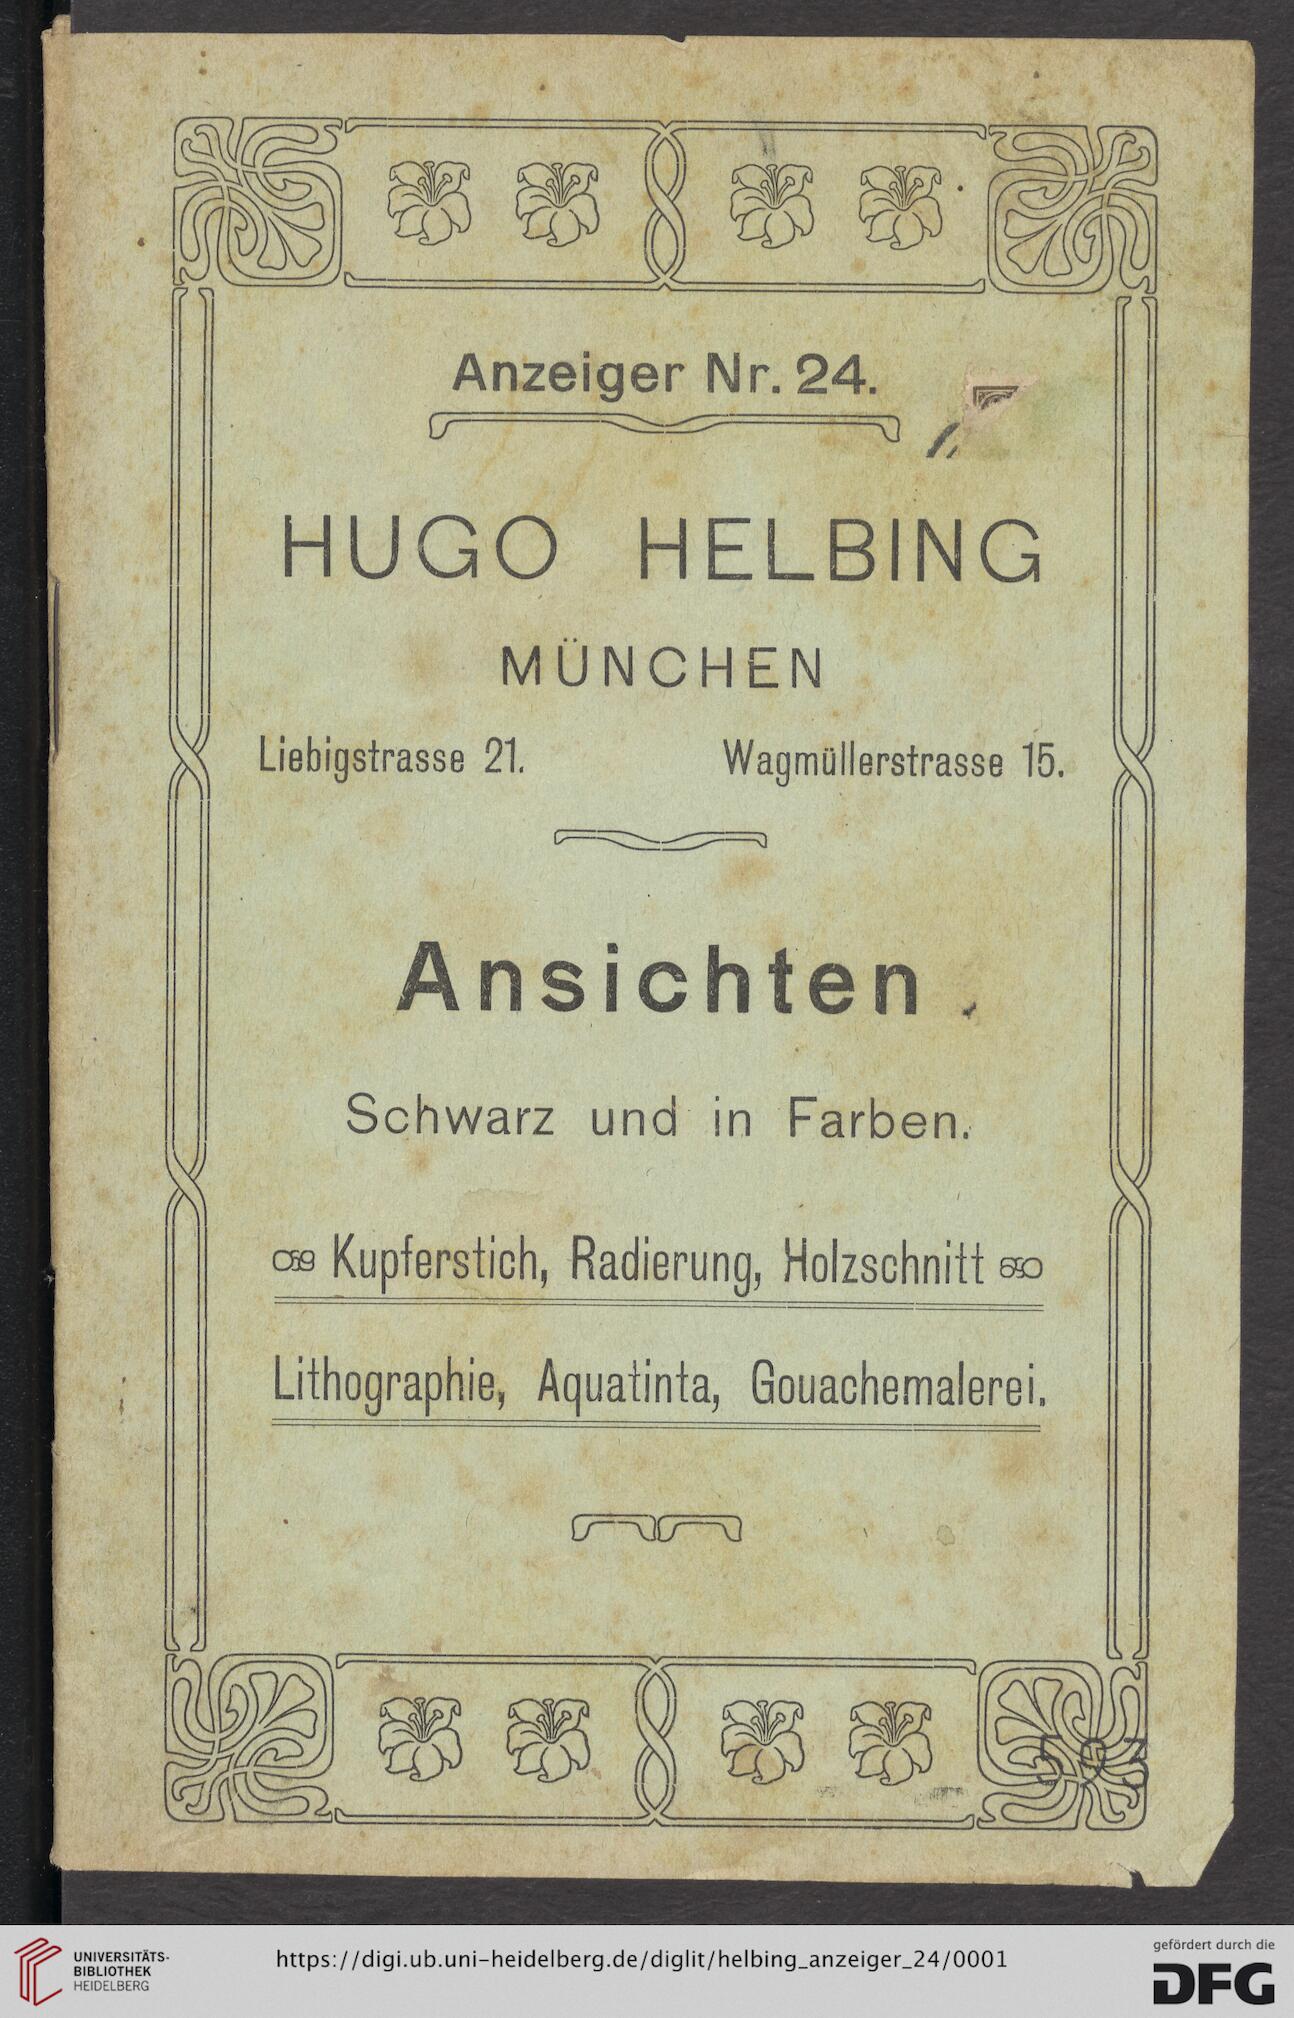 Anzeiger Nr. 24.
HUGO HELBING
MÜNCHEN
Liebigstrasse 21. Wagmüllerstrasse 15.
Ansichten
Schwarz und in Farben.
Kupferstich, Radierung, Holzschnitt
Lithographie, Aquatinta, Gouachemalerei.
593
UNIVERSITÄTS-
BIBLIOTHEK
HEIDELBERG
https://digi.ub.uni-heidelberg.de/diglit/helbing_anzeiger_24/0001
gefördert durch die
DFG